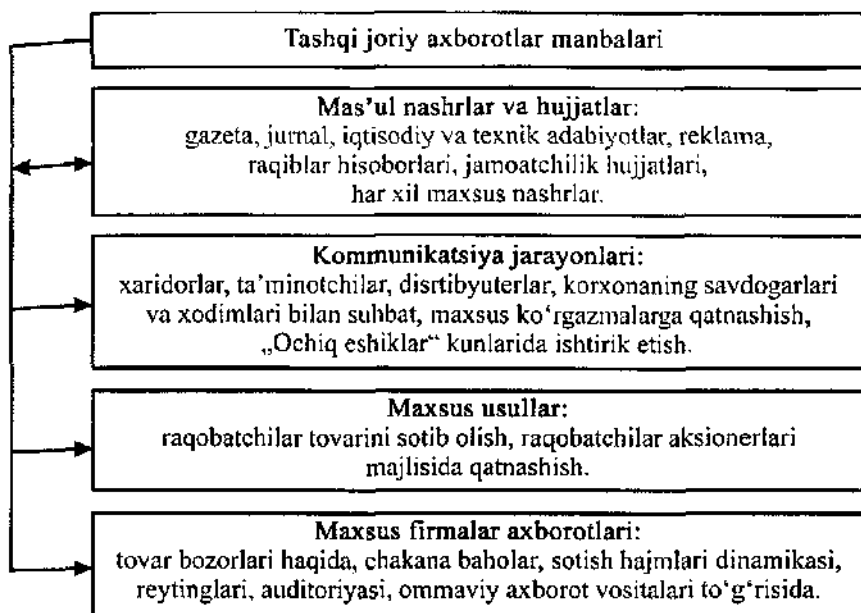 Tashqi joriy axborotlar manbalari
Mas’ul nashrlar va hujjatlar:
gazeta, jurnal, iqtisodiy va texnik adabiyotlar, reklama,
raqiblar hisoborlari, jamoatchilik hujjatlari,
har xil maxsus nashrlar.
Kommunikatsiya jarayonlari:
xaridorlar, ta’minotchilar, disrtibyuterlar, korxonaning savdogarlari
va xodimlari bilan suhbat, maxsus ko‘rgazmalarga qatnashish,
„Ochiq eshiklar“ kunlarida ishtirik etish.
Maxsus usullar:
raqobatchilar tovarini sotib olish, raqobatchilar aksionerlari
majlisida qatnashish.
Maxsus firmalar axborotlari:
tovar bozorlari haqida, chakana baholar, sotish hajmlari dinamikasi,
reytinglari, auditoriyasi, ommaviy axborot vositalari to‘g‘risida.